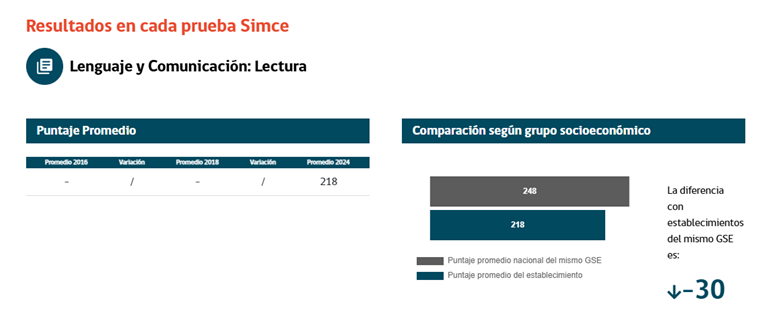 Resultados en cada prueba Simce
Lenguaje y Comunicación: Lectura
Puntaje Promedio
Promedio 2016 Variación Promedio 2018 Variación Promedio 2024
- / - / 218
Comparación según grupo socioeconómico
248
218
Puntaje promedio nacional del mismo GSE
Puntaje promedio del establecimiento
La diferencia
con
establecimientos
del mismo GSE
es:
↓-30